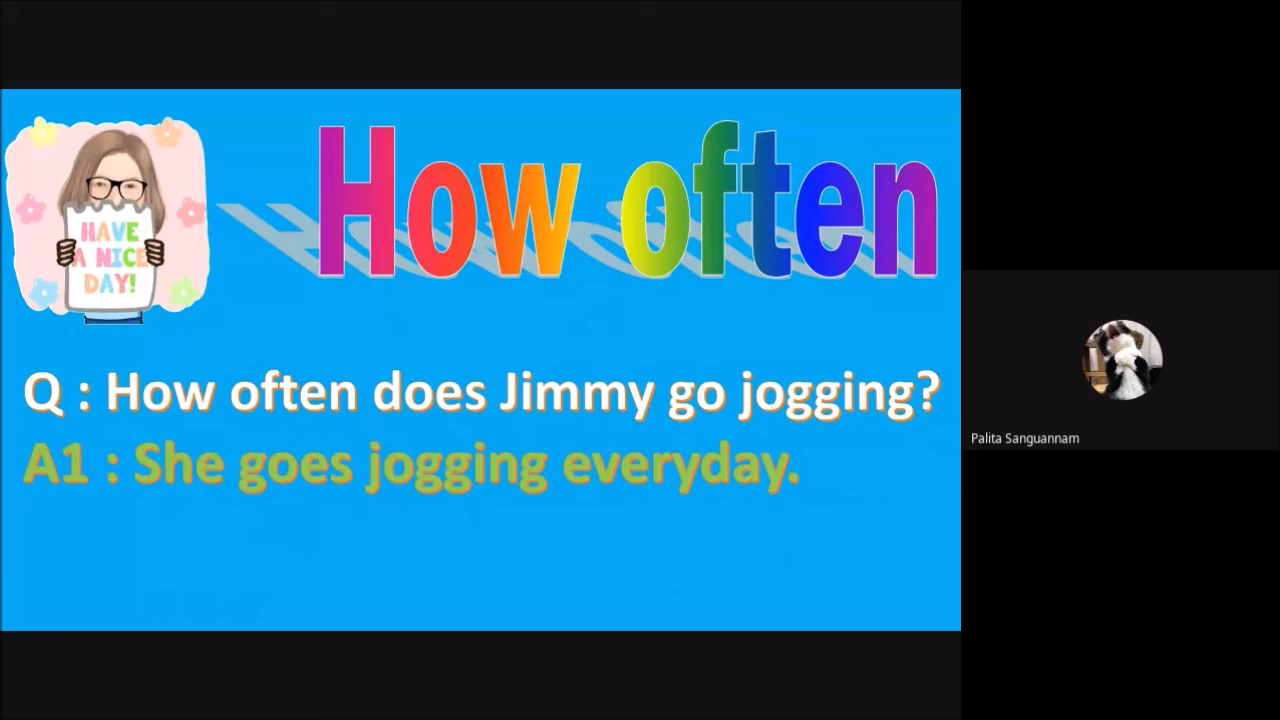 How often
HAVE
A NICE
DAY!
Q : How often does Jimmy go jogging?
A1 : She goes jogging everyday.
Palita Sanguannam